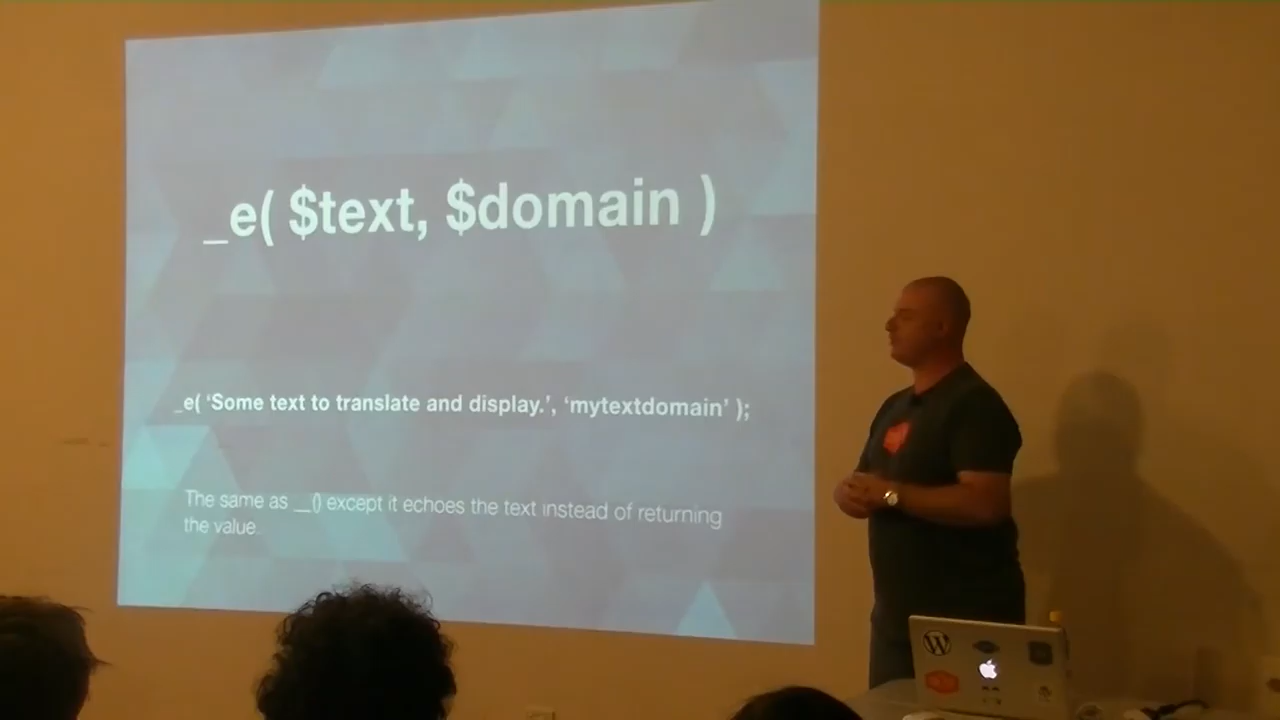 _e( $text, $domain )
_e( ‘Some text to translate and display.’, ‘mytextdomain’ );
The same as __() except it echoes the text instead of returning
the value.